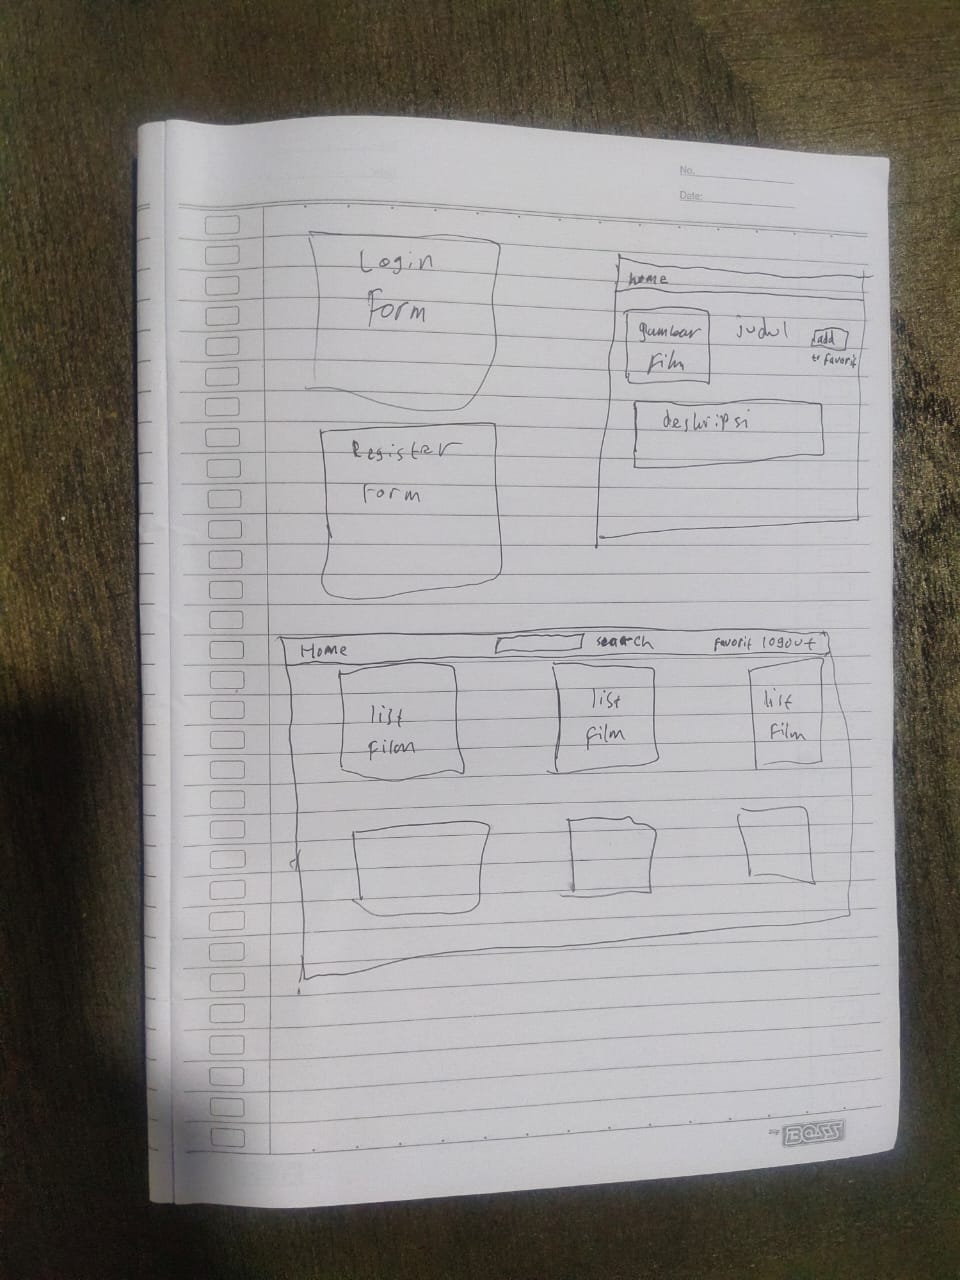 No.
Date:
Login
Form
Register
Form
home
gambar
Film
judul
add
to favorit
deskripsi
Home
search
favorit logout
list
Film
list
Film
list
Film
BOSS